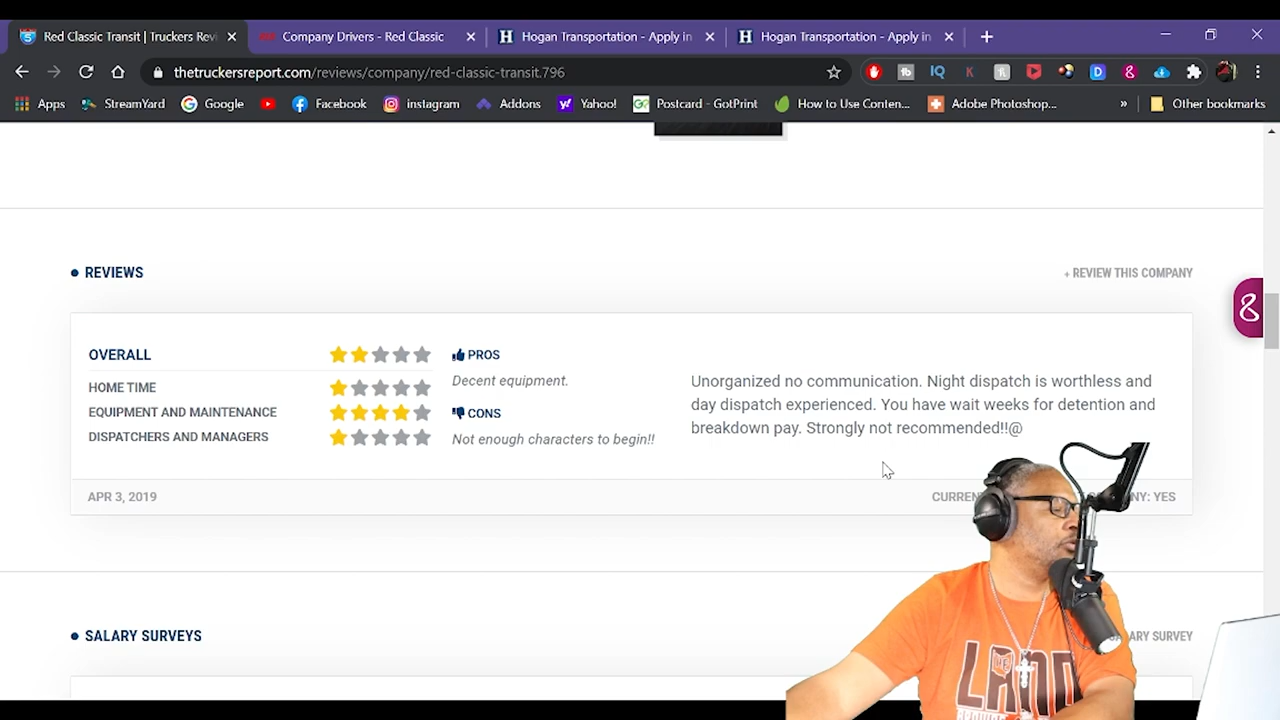 Red Classic Transit | Truckers Revi
Company Drivers - Red Classic
Hogan Transportation - Apply in
Hogan Transportation - Apply in
thetruckersreport.com/reviews/company/red-classic-transit.796
Apps
StreamYard
Google
Facebook
instagram
Addons
Yahoo!
Postcard - GotPrint
How to Use Conten...
Adobe Photoshop...
Other bookmarks
REVIEWS
+ REVIEW THIS COMPANY
OVERALL
HOME TIME
EQUIPMENT AND MAINTENANCE
DISPATCHERS AND MANAGERS
PROS
Decent equipment.
CONS
Not enough characters to begin!!
Unorganized no communication. Night dispatch is worthless and
day dispatch experienced. You have wait weeks for detention and
breakdown pay. Strongly not recommended!!@
APR 3, 2019
YES
SALARY SURVEYS
SURVEY